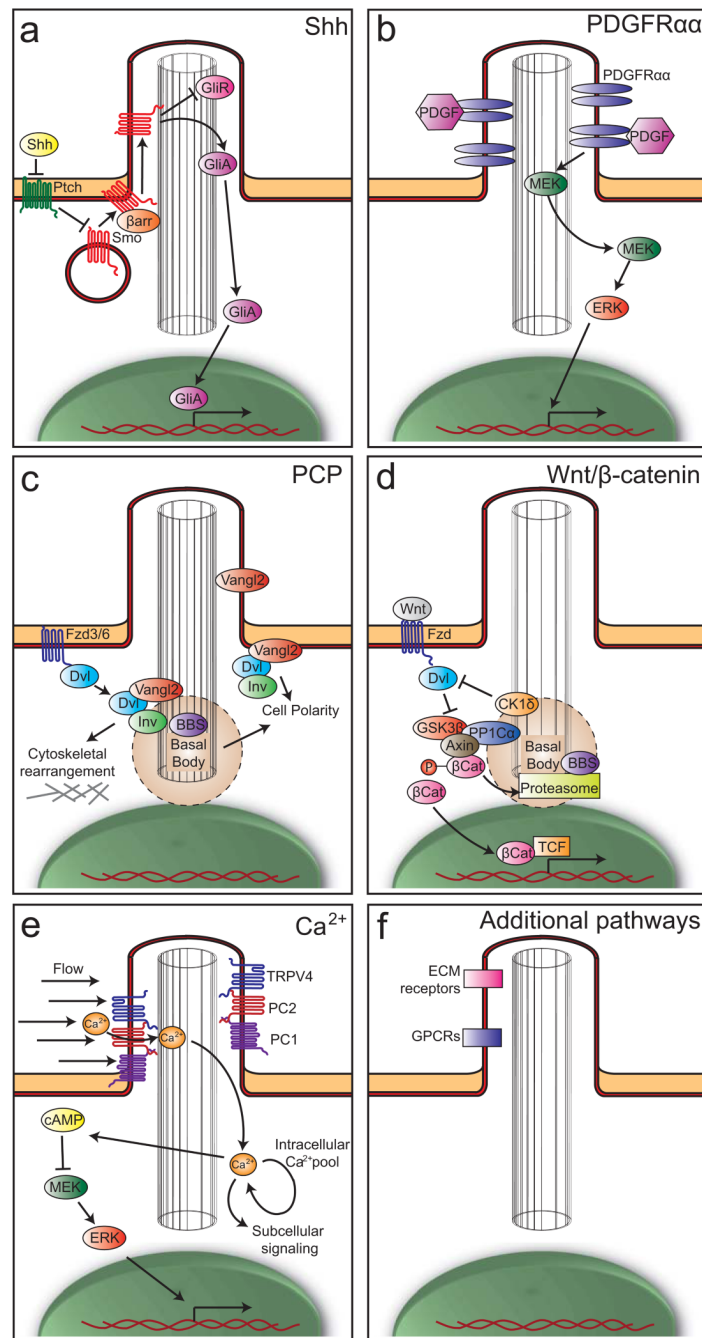 a
Shh
GliR
Shh
GliA
Ptch
βarr
Smo
GliA
GliA
b
PDGFRαα
PDGFRαα
PDGF
PDGF
MEK
MEK
ERK
c
PCP
Vangl2
Fzd3/6
Vangl2
Dvl
Dvl
Inv
Vangl2
Dvl
Inv
BBS
Cell Polarity
Basal
Body
Cytoskeletal
rearrangement
d
Wnt/β-catenin
Wnt
Fzd
Dvl
CK1δ
GSK3β
PP1Cα
Axin
Basal
Body
BBS
P
βCat
Proteasome
βCat
βCat
TCF
e
Ca2+
Flow
TRPV4
PC2
Ca2+
Ca2+
PC1
cAMP
Intracellular
Ca2+pool
Ca2+
MEK
ERK
Subcellular
signaling
f
Additional pathways
ECM
receptors
GPCRs